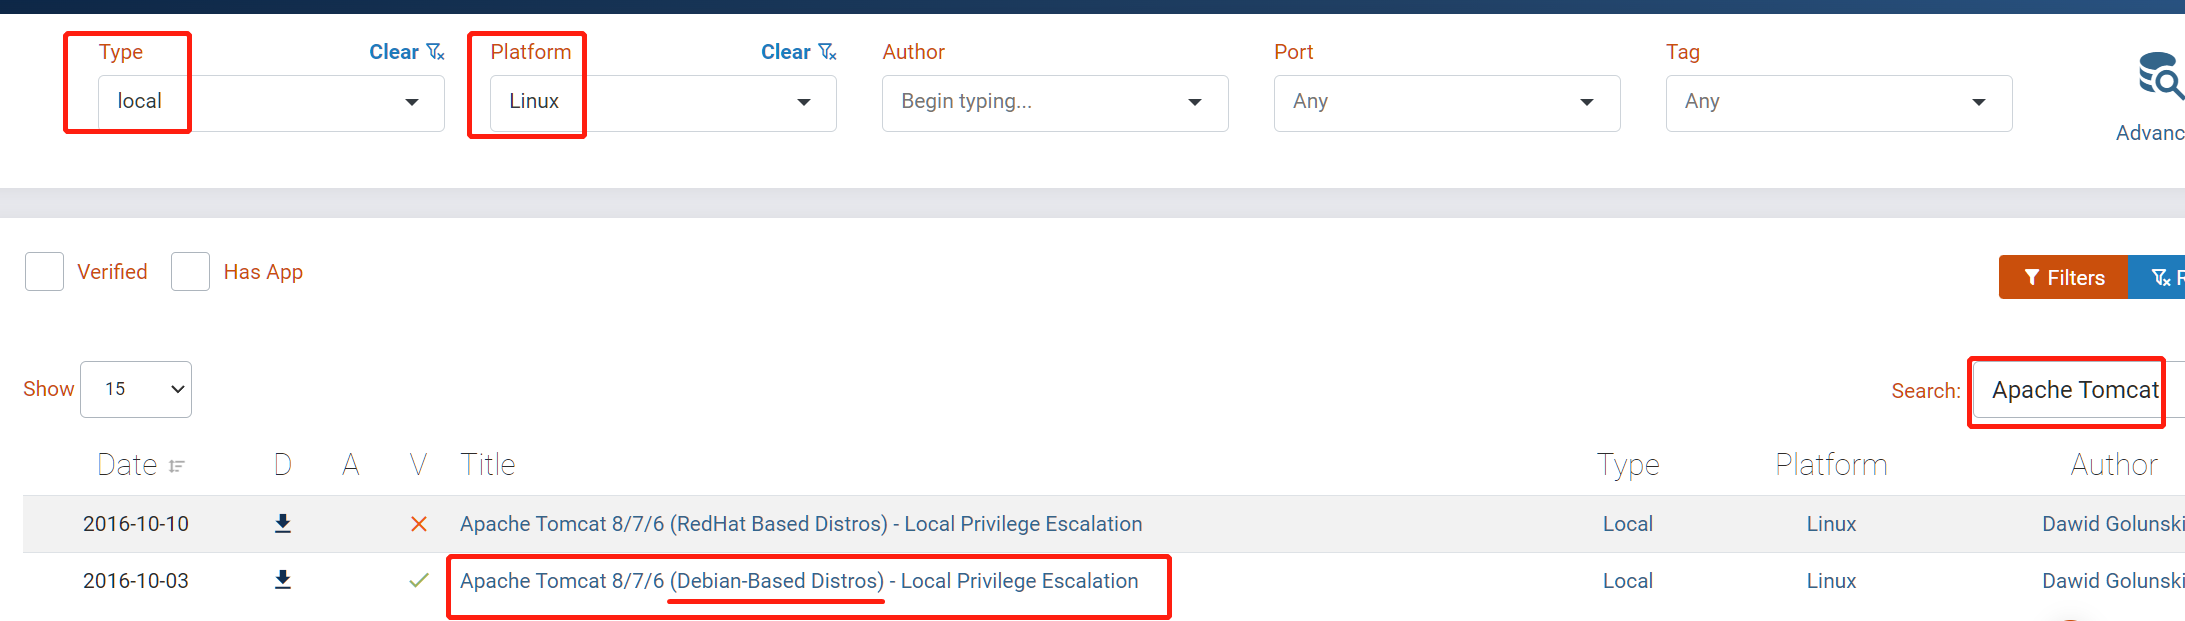 Type Clear Platform Clear Author Port Tag
local Linux Begin typing... Any Any
Advanc
Verified Has App
Filters R
Show 15 Search: Apache Tomcat
Date D A V Title Type Platform Author
2016-10-10 Apache Tomcat 8/7/6 (RedHat Based Distros) - Local Privilege Escalation Local Linux Dawid Golunski
2016-10-03 Apache Tomcat 8/7/6 (Debian-Based Distros) - Local Privilege Escalation Local Linux Dawid Golunski